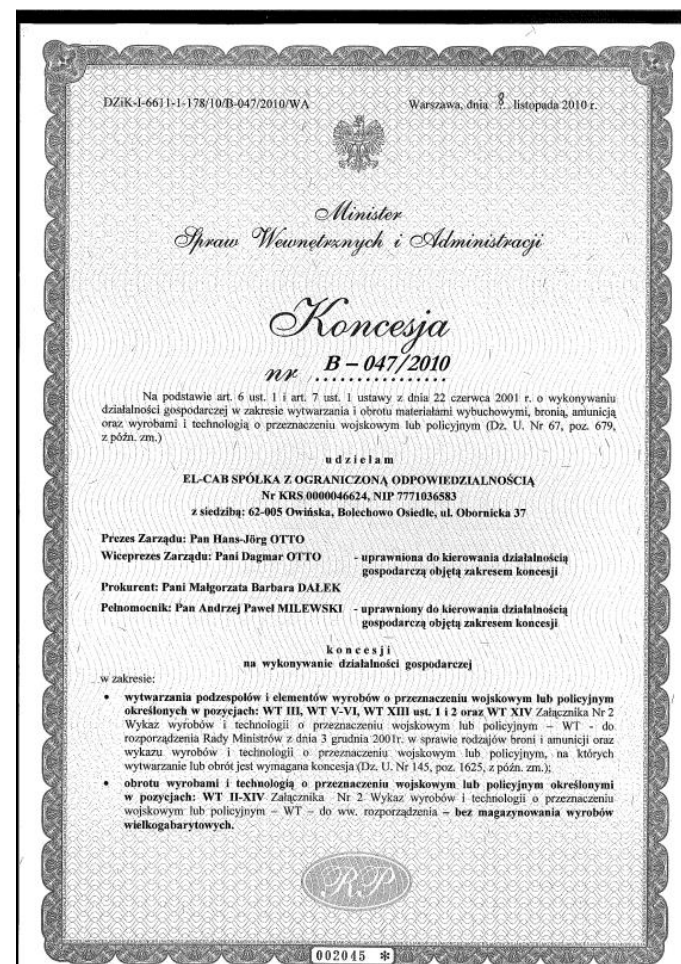 DZiK-I-6611-1-178/10/B-047/2010/WA Warszawa, dnia 8. listopada 2010 r.
Minister
Spraw Wewnętrznych i Administracji
Koncesja
nr B – 047/2010
Na podstawie art. 6 ust. 1 i art. 7 ust. 1 ustawy z dnia 22 czerwca 2001 r. o wykonywaniu
działalności gospodarczej w zakresie wytwarzania i obrotu materiałami wybuchowymi, bronią, amunicją
oraz wyrobami i technologią o przeznaczeniu wojskowym lub policyjnym (Dz. U. Nr 67, poz. 679,
z późn. zm.)
udzielam
EL-CAB SPÓŁKA Z OGRANICZONĄ ODPOWIEDZIALNOŚCIĄ
Nr KRS 0000046624, NIP 7771036583
z siedzibą: 62-005 Owińska, Bolechowo Osiedle, ul. Obornicka 37
Prezes Zarządu: Pan Hans-Jörg OTTO
Wiceprezes Zarządu: Pani Dagmar OTTO - uprawniona do kierowania działalnością
gospodarczą objętą zakresem koncesji
Prokurent: Pani Małgorzata Barbara DAŁEK
Pełnomocnik: Pan Andrzej Paweł MILEWSKI - uprawniony do kierowania działalnością
gospodarczą objętą zakresem koncesji
koncesji
na wykonywanie działalności gospodarczej
w zakresie:
• wytwarzania podzespołów i elementów wyrobów o przeznaczeniu wojskowym lub policyjnym
określonych w pozycjach: WT III, WT V-VI, WT XIII ust. 1 i 2 oraz WT XIV Załącznika Nr 2
Wykaz wyrobów i technologii o przeznaczeniu wojskowym lub policyjnym – WT - do
rozporządzenia Rady Ministrów z dnia 3 grudnia 2001r. w sprawie rodzajów broni i amunicji oraz
wykazu wyrobów i technologii o przeznaczeniu wojskowym lub policyjnym, na których
wytwarzanie lub obrót jest wymagana koncesja (Dz. U. Nr 145, poz. 1625, z późn. zm.);
• obrotu wyrobami i technologią o przeznaczeniu wojskowym lub policyjnym określonymi
w pozycjach: WT II-XIV Załącznika Nr 2 Wykaz wyrobów i technologii o przeznaczeniu
wojskowym lub policyjnym – WT – do ww. rozporządzenia – bez magazynowania wyrobów
wielkogabarytowych.
RP
002045 *